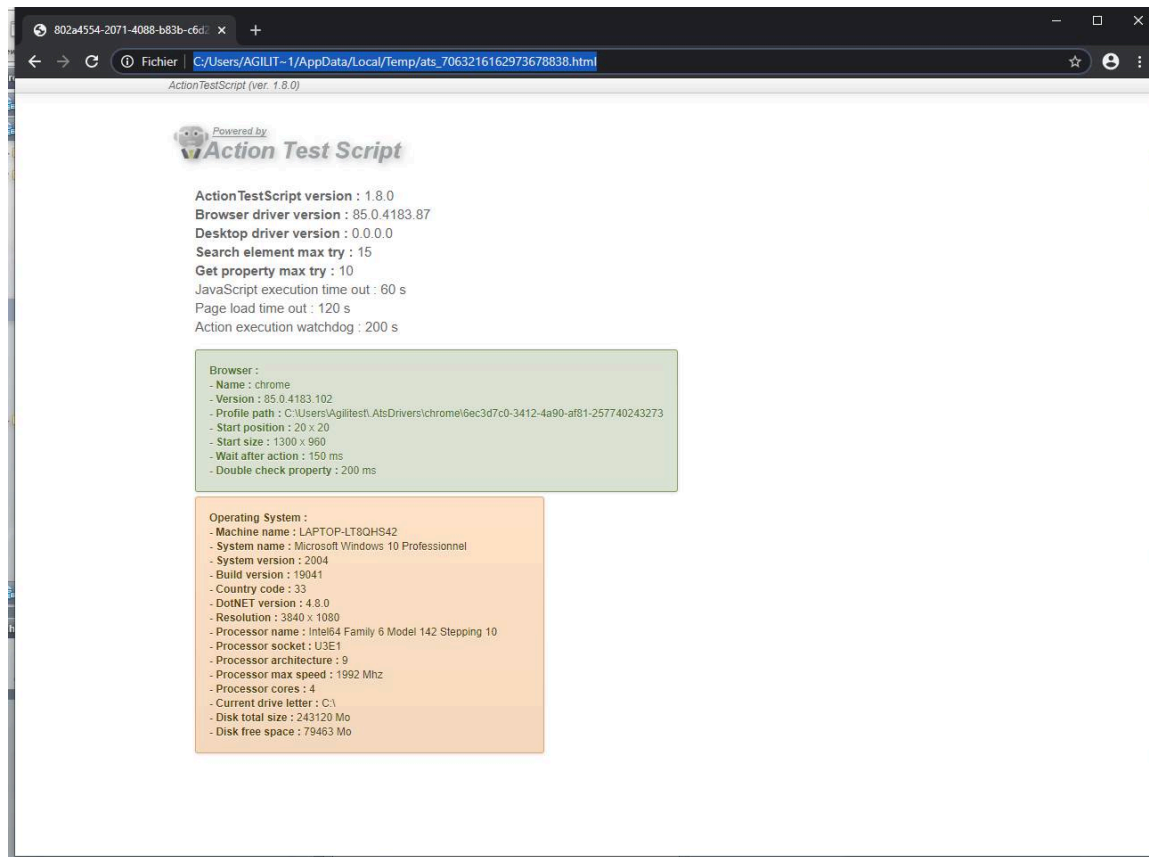 802a4554-2071-4088-b83b-c6d2
Fichier C:/Users/AGILIT~1/AppData/Local/Temp/ats_7063216162973678838.html
ActionTestScript (ver. 1.8.0)
Powered by
Action Test Script
ActionTestScript version : 1.8.0
Browser driver version : 85.0.4183.87
Desktop driver version : 0.0.0.0
Search element max try : 15
Get property max try : 10
JavaScript execution time out : 60 s
Page load time out : 120 s
Action execution watchdog : 200 s
Browser :
- Name : chrome
- Version : 85.0.4183.102
- Profile path : C:\Users\Agilitest\.AtsDrivers\chrome\6ec3d7c0-3412-4a90-af81-257740243273
- Start position : 20 x 20
- Start size : 1300 x 960
- Wait after action : 150 ms
- Double check property : 200 ms
Operating System :
- Machine name : LAPTOP-LT8QHS42
- System name : Microsoft Windows 10 Professionnel
- System version : 2004
- Build version : 19041
- Country code : 33
- DotNET version : 4.8.0
- Resolution : 3840 x 1080
- Processor name : Intel64 Family 6 Model 142 Stepping 10
- Processor socket : U3E1
- Processor architecture : 9
- Processor max speed : 1992 Mhz
- Processor cores : 4
- Current drive letter : C:\
- Disk total size : 243120 Mo
- Disk free space : 79463 Mo